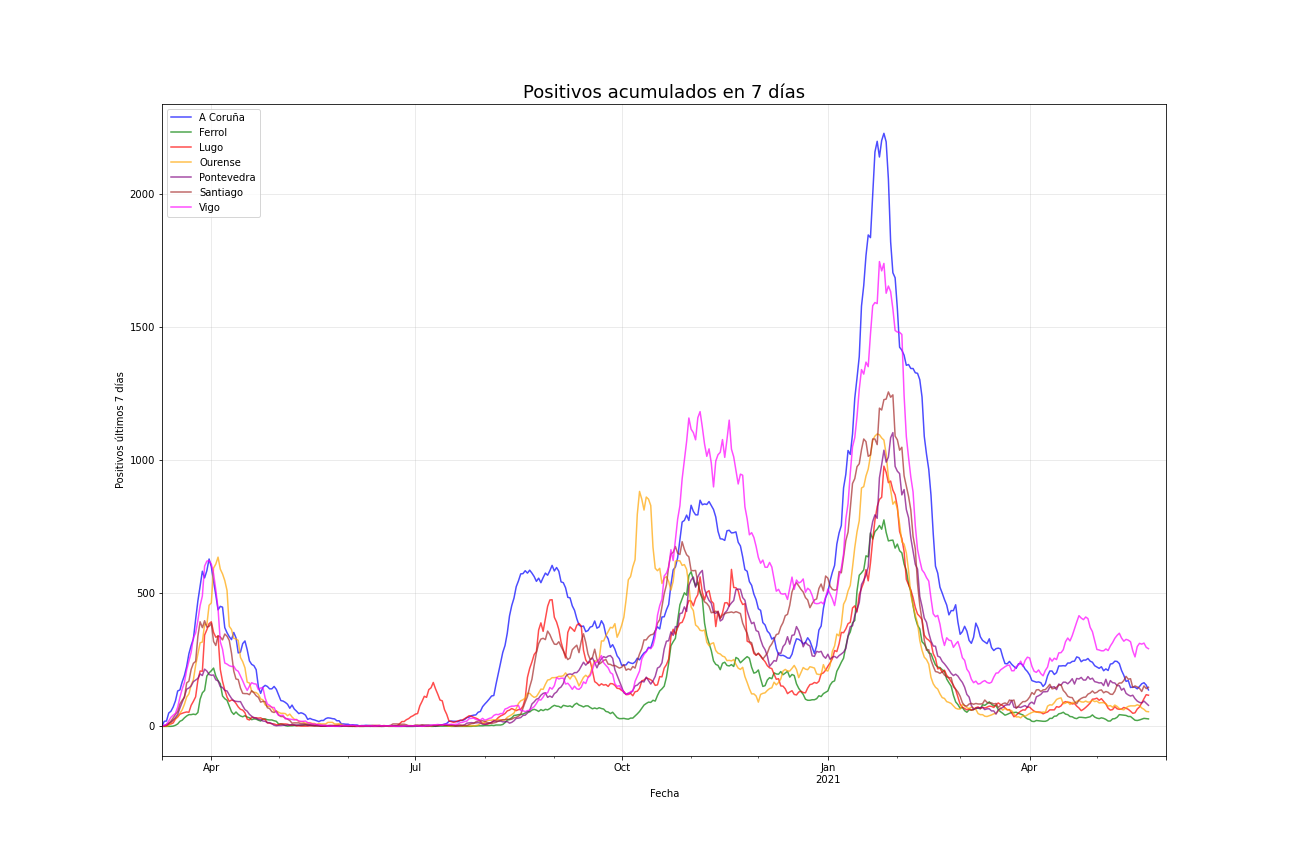 Positivos acumulados en 7 días
A Coruña
Ferrol
Lugo
Ourense
Pontevedra
Santiago
Vigo
2000
1500
1000
500
0
Positivos últimos 7 días
Apr
Jul
Oct
Jan
2021
Apr
Fecha